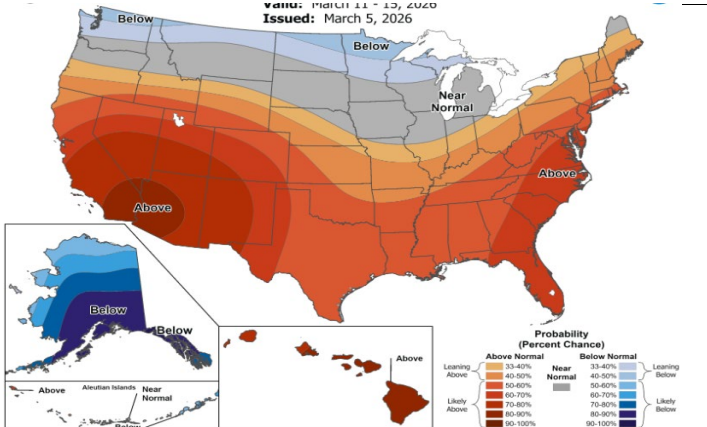 Valid: March 11 - 15, 2026
Issued: March 5, 2026
Below
Below
Near
Normal
Above
Above
Below
Below
Above
Above
Aleutian Islands
Near
Normal
Below
Probability
(Percent Chance)
Above Normal
Below Normal
Leaning
Above
33-40%
40-50%
50-60%
60-70%
Likely
Above
70-80%
80-90%
90-100%
Near
Normal
33-40%
40-50%
Leaning
Below
50-60%
60-70%
70-80%
80-90%
90-100%
Likely
Below